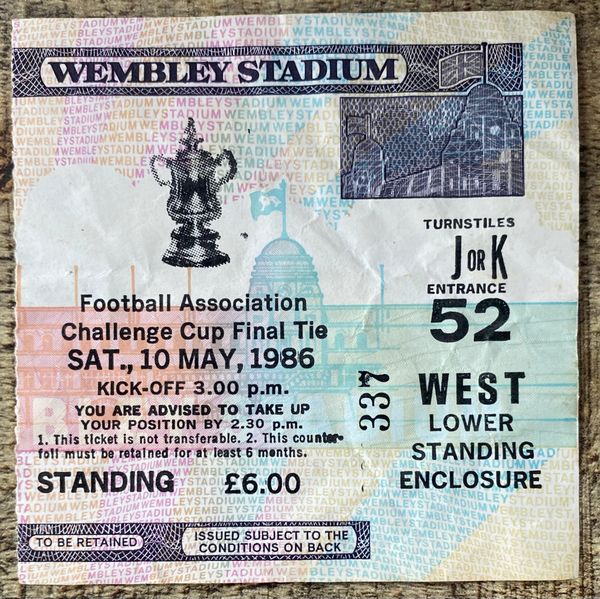 WEMBLEY STADIUM
Football Association
Challenge Cup Final Tie
SAT., 10 MAY, 1986
KICK-OFF 3.00 p.m.
YOU ARE ADVISED TO TAKE UP
YOUR POSITION BY 2.30 p.m.
1. This ticket is not transferable. 2. This counter-
foil must be retained for at least 6 months.
STANDING £6.00
TO BE RETAINED
ISSUED SUBJECT TO THE
CONDITIONS ON BACK
337
TURNSTILES
J OR K
ENTRANCE
52
WEST
LOWER
STANDING
ENCLOSURE